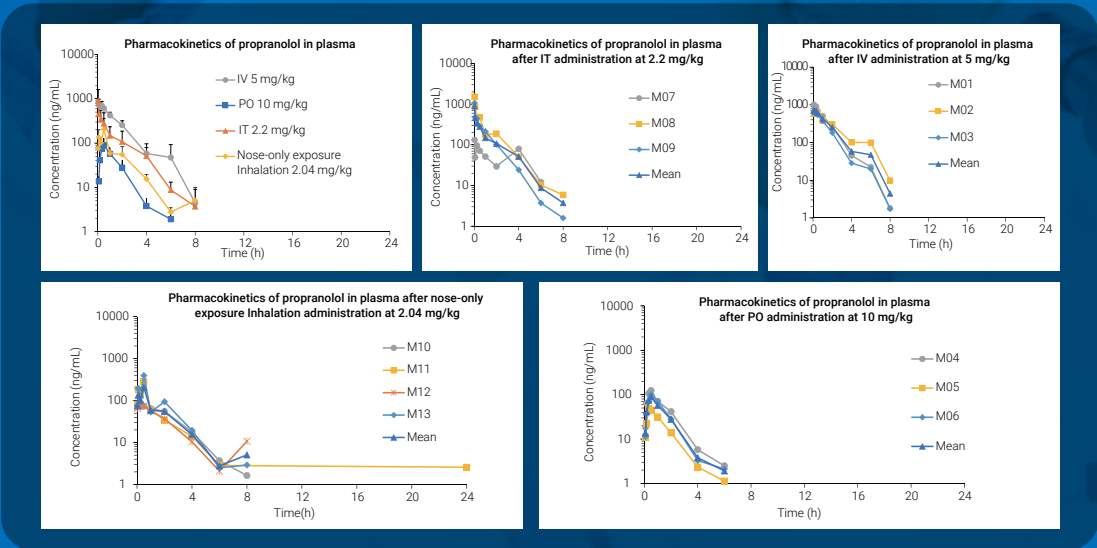 Pharmacokinetics of propranolol in plasma
10000
1000
100
10
1
0 4 8 12 16 20 24
Concentration (ng/mL)
Time (h)
IV 5 mg/kg
PO 10 mg/kg
IT 2.2 mg/kg
Nose-only exposure
Inhalation 2.04 mg/kg
Pharmacokinetics of propranolol in plasma
after IT administration at 2.2 mg/kg
10000
1000
100
10
1
0 4 8 12 16 20 24
Concentration (ng/mL)
Time (h)
M07
M08
M09
Mean
Pharmacokinetics of propranolol in plasma
after IV administration at 5 mg/kg
10000
1000
100
10
1
0 4 8 12 16 20 24
Concentration (ng/mL)
Time (h)
M01
M02
M03
Mean
Pharmacokinetics of propranolol in plasma after nose-only
exposure Inhalation administration at 2.04 mg/kg
10000
1000
100
10
1
0 4 8 12 16 20 24
Concentration (ng/mL)
Time(h)
M10
M11
M12
M13
Mean
Pharmacokinetics of propranolol in plasma
after PO administration at 10 mg/kg
10000
1000
100
10
1
0 4 8 12 16 20 24
Concentration (ng/mL)
Time (h)
M04
M05
M06
Mean